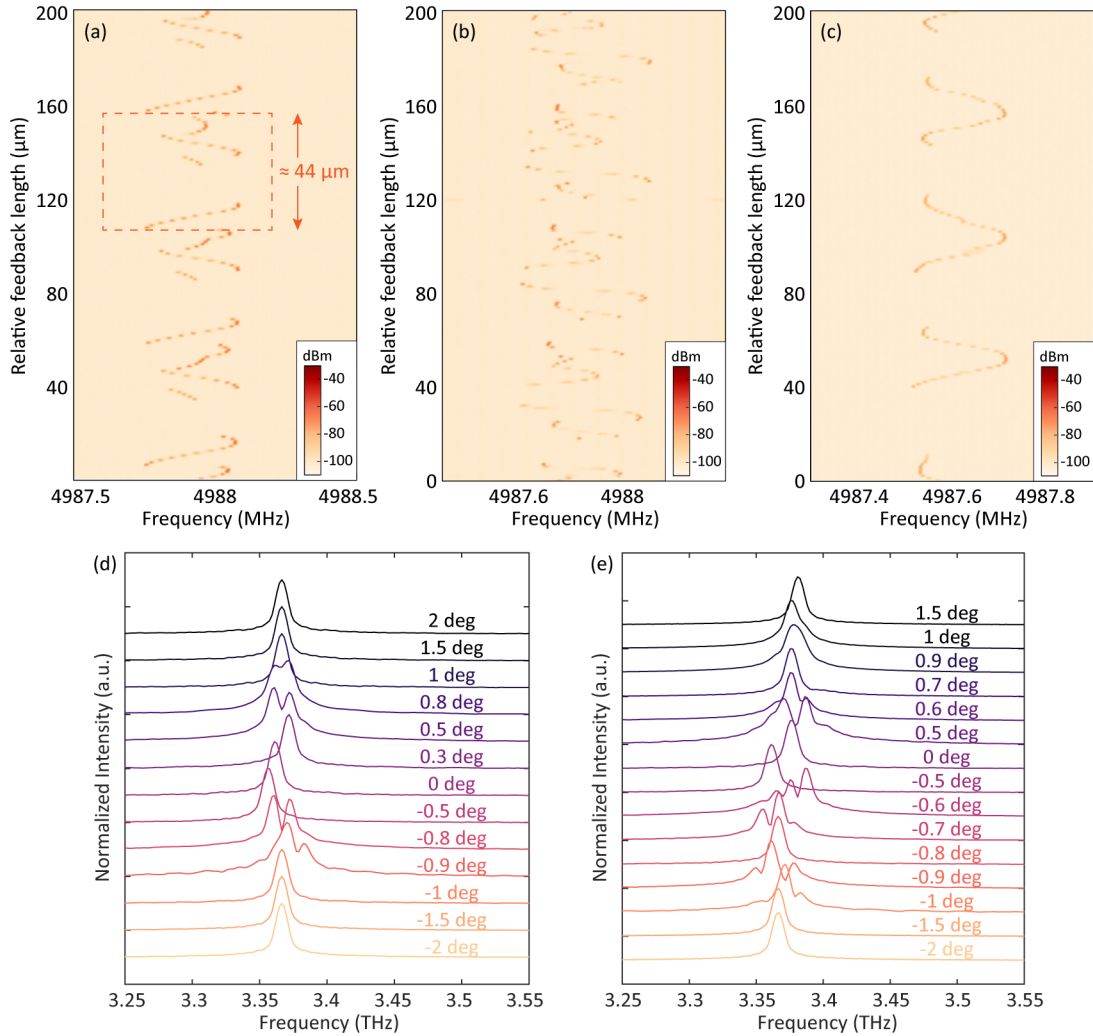 (a)
Relative feedback length (μm)
200
160
120
80
40
0
≈ 44 μm
dBm
-40
-60
-80
-100
4987.5
4988
4988.5
Frequency (MHz)
(b)
Relative feedback length (μm)
200
160
120
80
40
0
dBm
-40
-60
-80
-100
4987.6
4988
Frequency (MHz)
(c)
Relative feedback length (μm)
200
160
120
80
40
0
dBm
-40
-60
-80
-100
4987.4
4987.6
4987.8
Frequency (MHz)
(d)
Normalized Intensity (a.u.)
2 deg
1.5 deg
1 deg
0.8 deg
0.5 deg
0.3 deg
0 deg
-0.5 deg
-0.8 deg
-0.9 deg
-1 deg
-1.5 deg
-2 deg
3.25
3.3
3.35
3.4
3.45
3.5
3.55
Frequency (THz)
(e)
Normalized Intensity (a.u.)
1.5 deg
1 deg
0.9 deg
0.7 deg
0.6 deg
0.5 deg
0 deg
-0.5 deg
-0.6 deg
-0.7 deg
-0.8 deg
-0.9 deg
-1 deg
-1.5 deg
-2 deg
3.25
3.3
3.35
3.4
3.45
3.5
3.55
Frequency (THz)